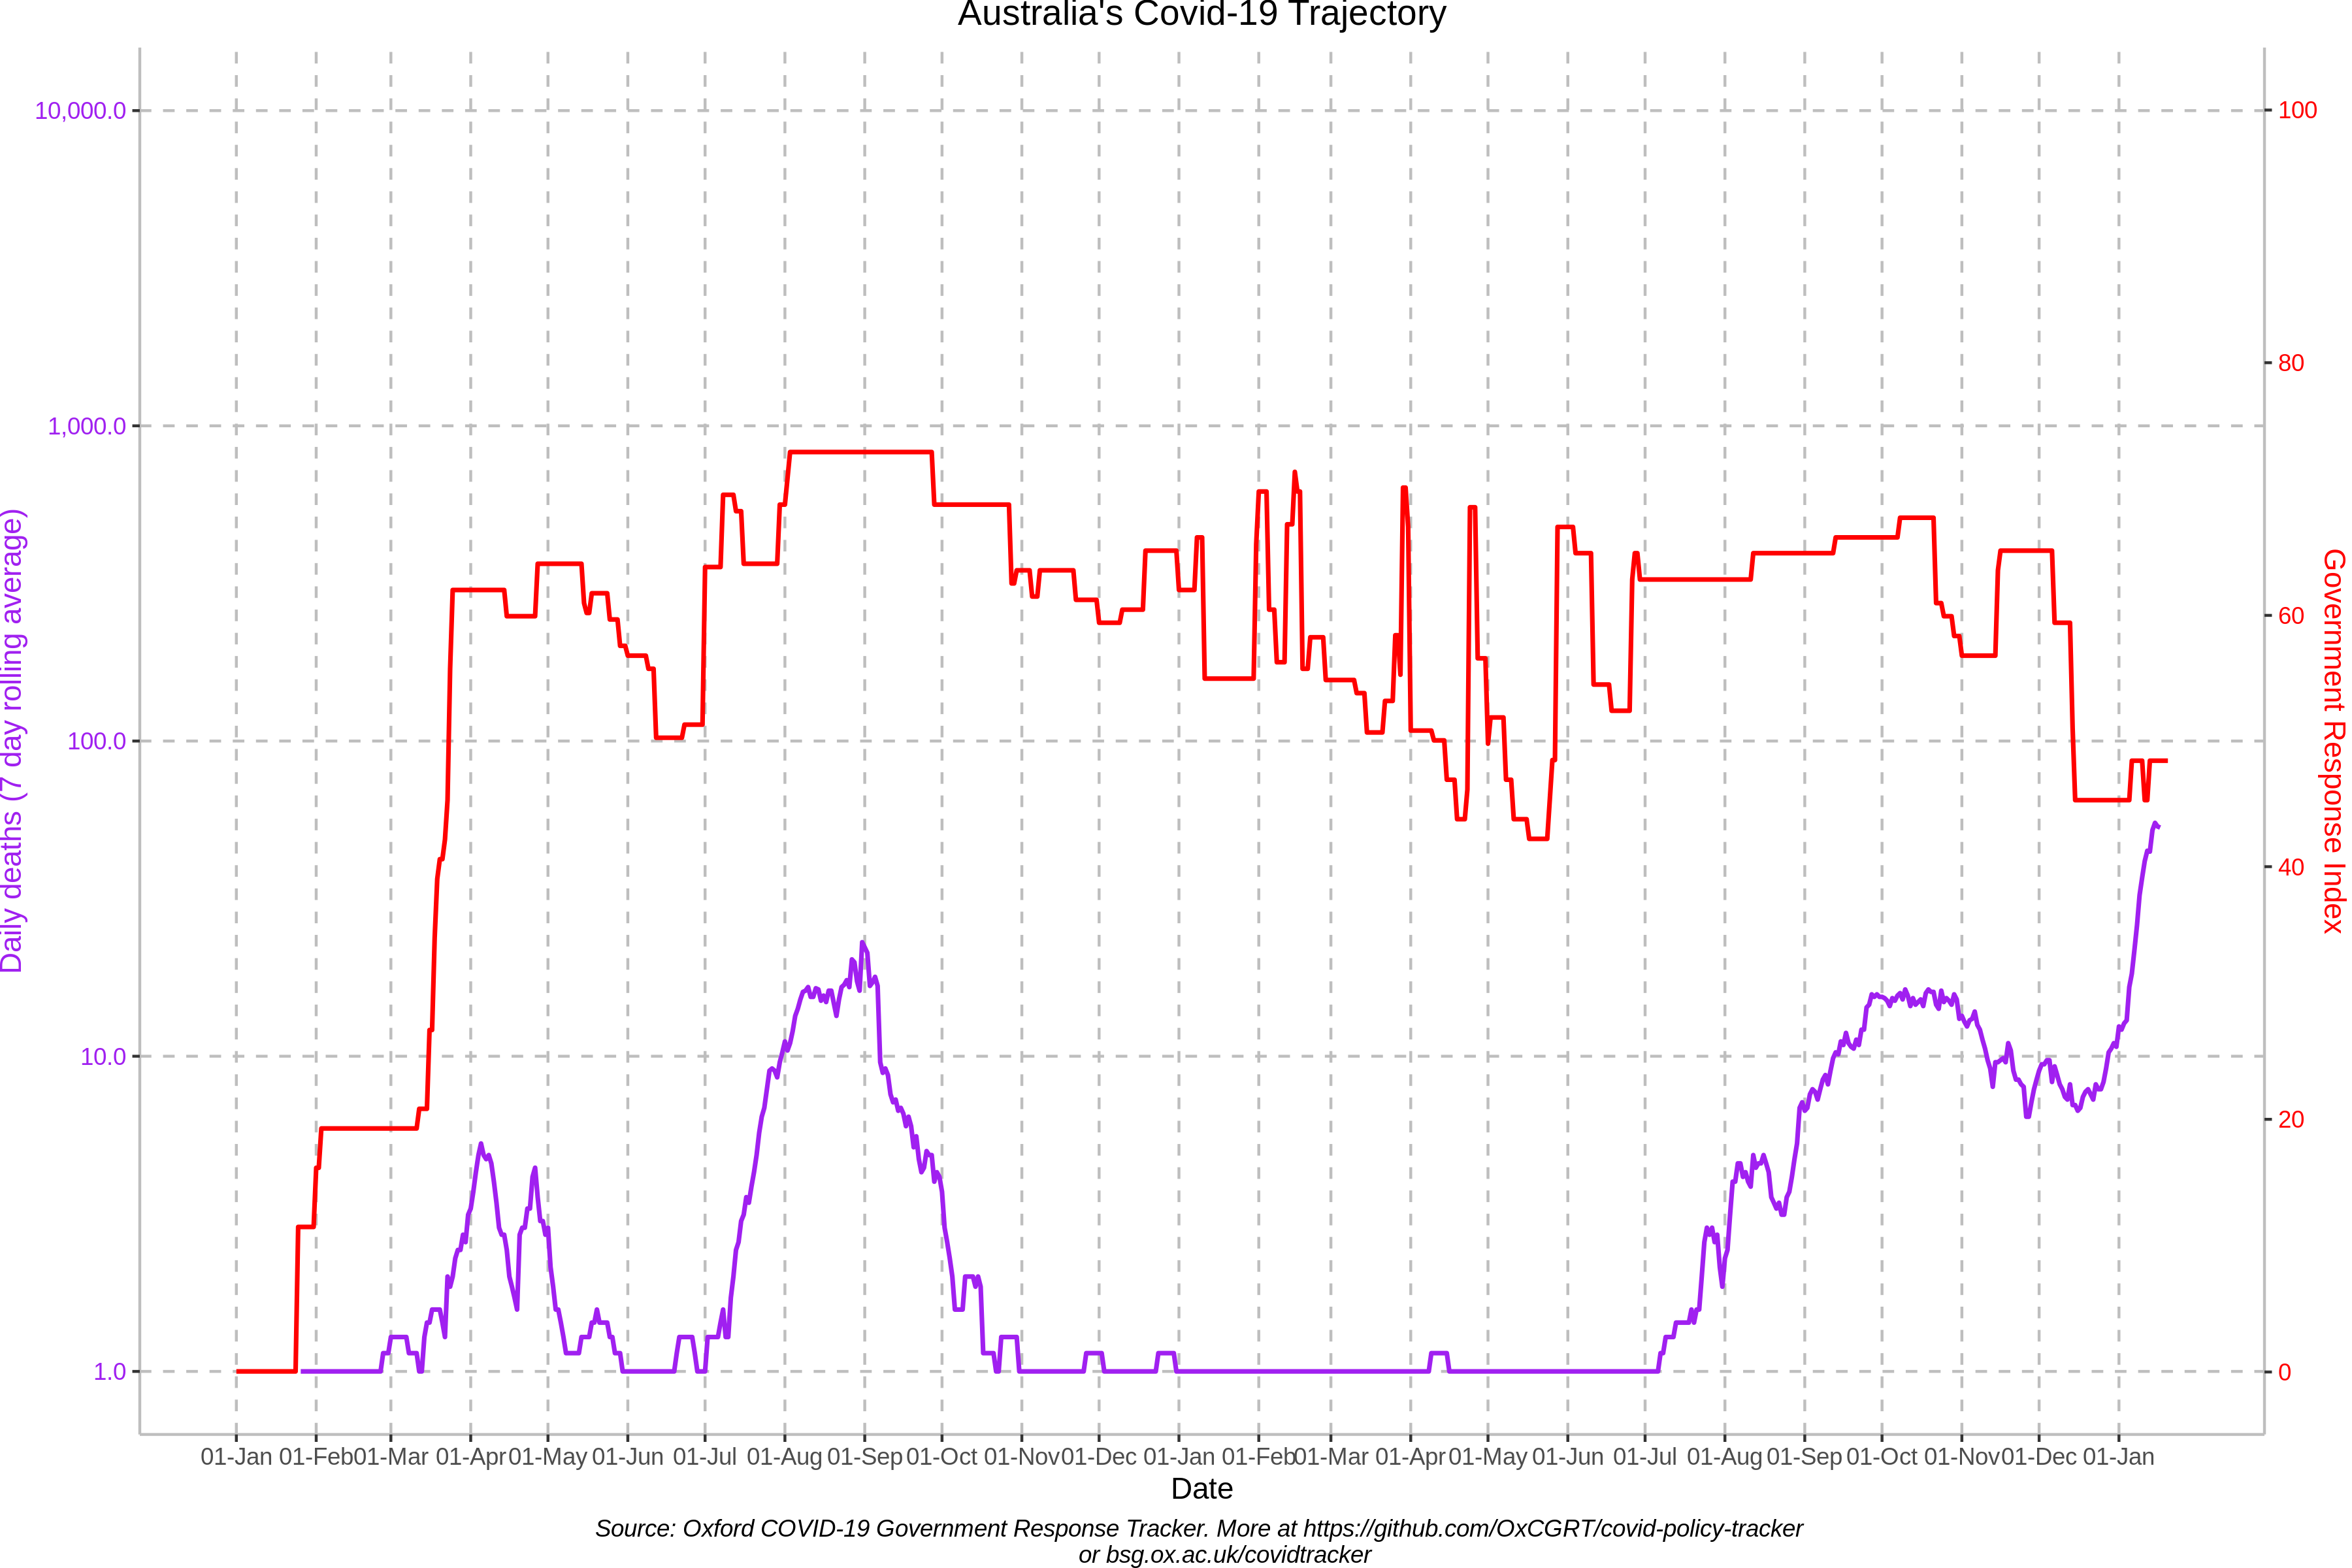 Australia's Covid-19 Trajectory
10,000.0
1,000.0
100.0
10.0
1.0
Daily deaths (7 day rolling average)
100
80
60
40
20
0
Government Response Index
01-Jan 01-Feb 01-Mar 01-Apr 01-May 01-Jun 01-Jul 01-Aug 01-Sep 01-Oct 01-Nov 01-Dec 01-Jan 01-Feb 01-Mar 01-Apr 01-May 01-Jun 01-Jul 01-Aug 01-Sep 01-Oct 01-Nov 01-Dec 01-Jan
Date
Source: Oxford COVID-19 Government Response Tracker. More at https://github.com/OxCGRT/covid-policy-tracker
or bsg.ox.ac.uk/covidtracker